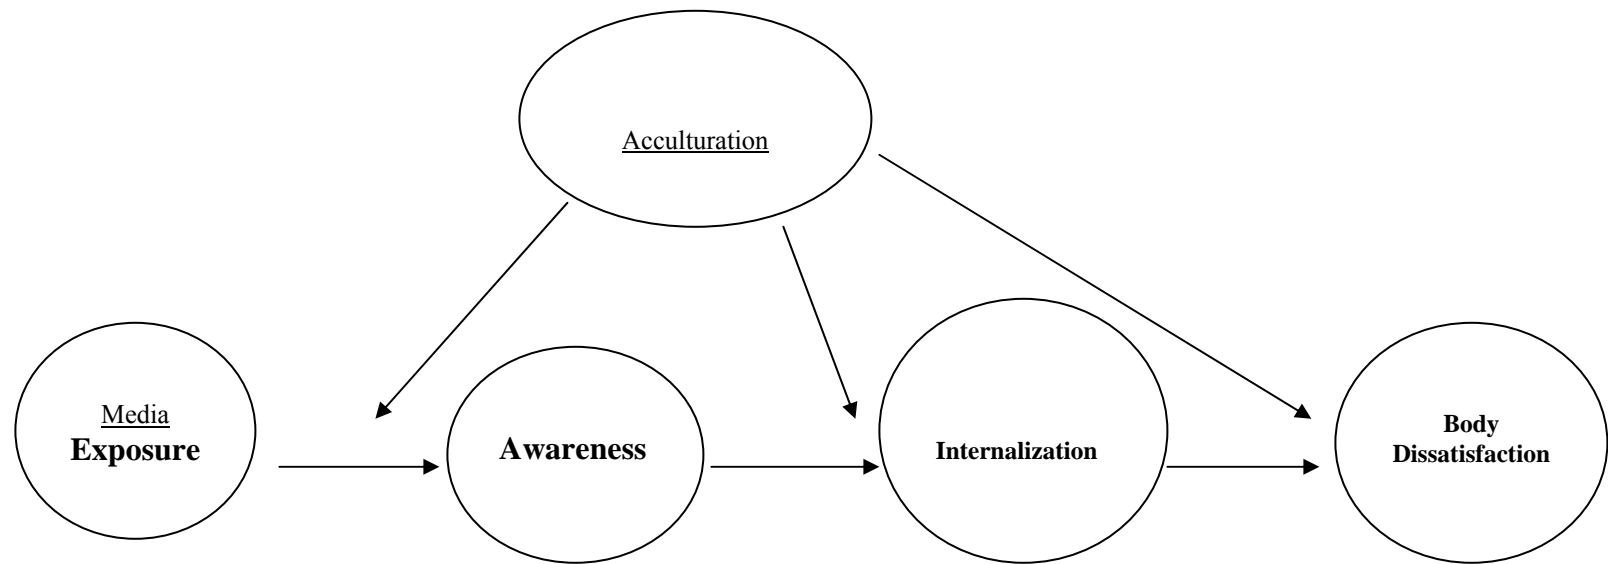 Acculturation
Media
Exposure
Awareness
Internalization
Body
Dissatisfaction